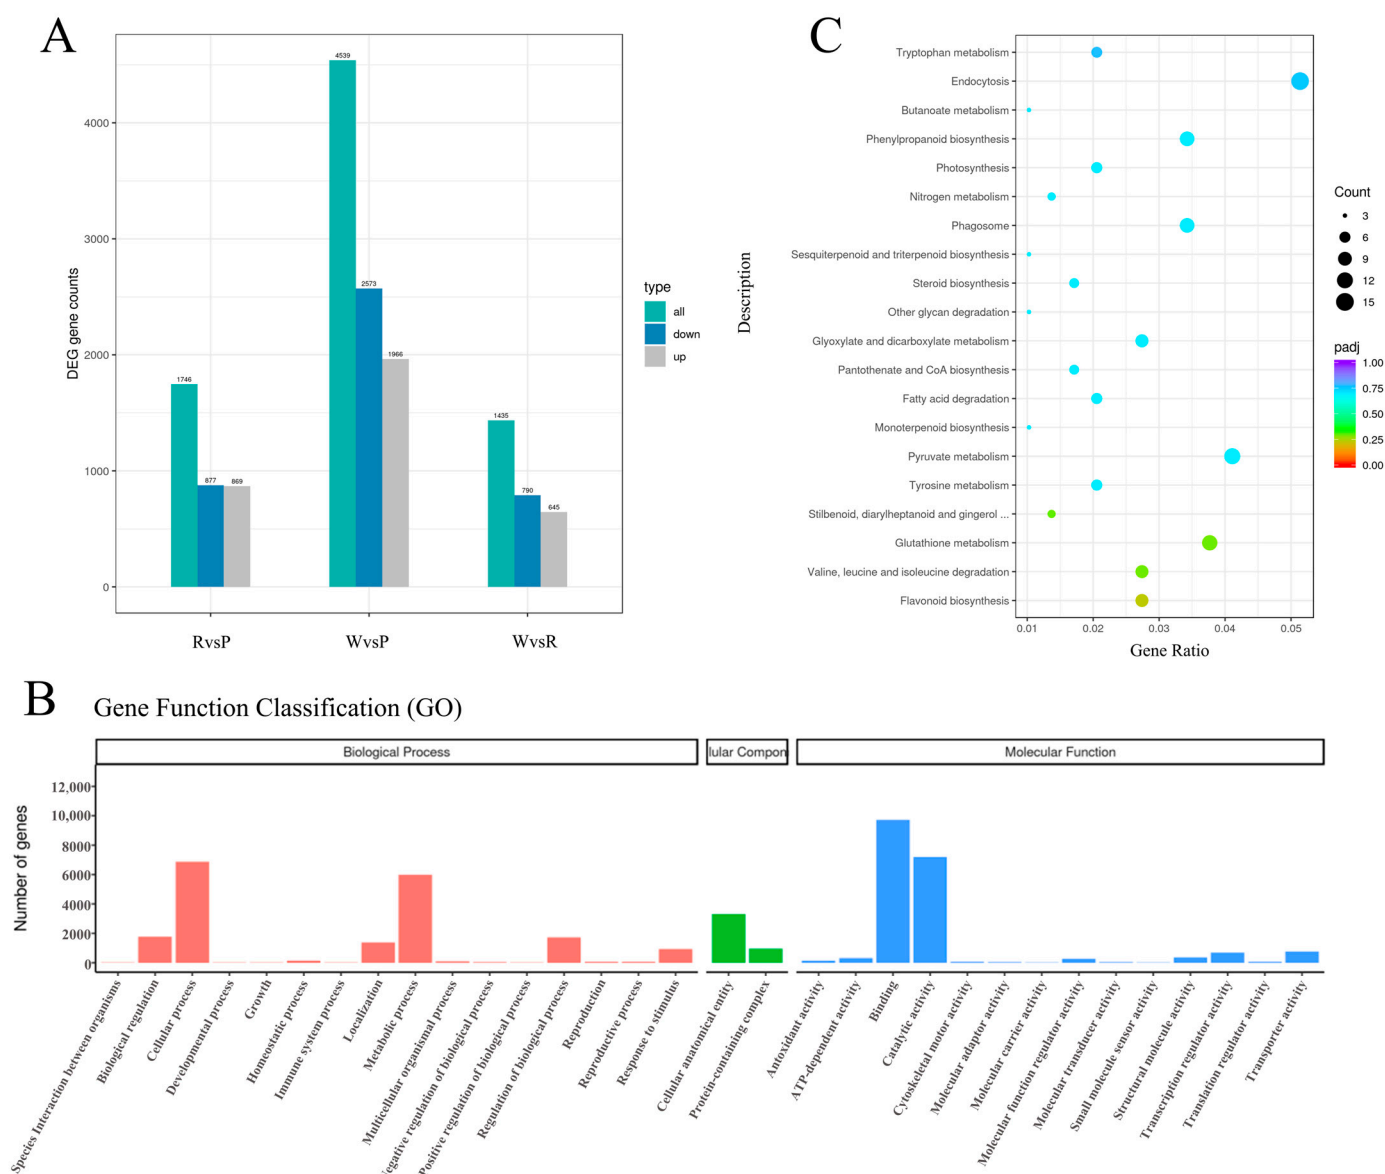 A
DEG gene counts
4000
3000
2000
1000
0
1746
877
869
4539
2573
1966
1435
790
645
RvsP
WvsP
WvsR
type
all
down
up
C
Description
Tryptophan metabolism
Endocytosis
Butanoate metabolism
Phenylpropanoid biosynthesis
Photosynthesis
Nitrogen metabolism
Phagosome
Sesquiterpenoid and triterpenoid biosynthesis
Steroid biosynthesis
Other glycan degradation
Glyoxylate and dicarboxylate metabolism
Pantothenate and CoA biosynthesis
Fatty acid degradation
Monoterpenoid biosynthesis
Pyruvate metabolism
Tyrosine metabolism
Stilbenoid, diarylheptanoid and gingerol ...
Glutathione metabolism
Valine, leucine and isoleucine degradation
Flavonoid biosynthesis
0.01
0.02
0.03
0.04
0.05
Gene Ratio
Count
3
6
9
12
15
padj
1.00
0.75
0.50
0.25
0.00
B
Gene Function Classification (GO)
Biological Process
lular Compon
Molecular Function
Number of genes
12,000
10,000
8000
6000
4000
2000
0
Species Interaction between organisms
Biological regulation
Cellular process
Developmental process
Growth
Homeostatic process
Immune system process
Localization
Metabolic process
Multicellular organismal process
egative regulation of biological process
Positive regulation of biological process
Regulation of biological process
Reproduction
Reproductive process
Response to stimulus
Cellular anatomical entity
Protein-containing complex
Antioxidant activity
ATP-dependent activity
Binding
Catalytic activity
Cytoskeletal motor activity
Molecular adaptor activity
Molecular carrier activity
Molecular function regulator activity
Molecular transducer activity
Small molecule sensor activity
Structural molecule activity
Transcription regulator activity
Translation regulator activity
Transporter activity